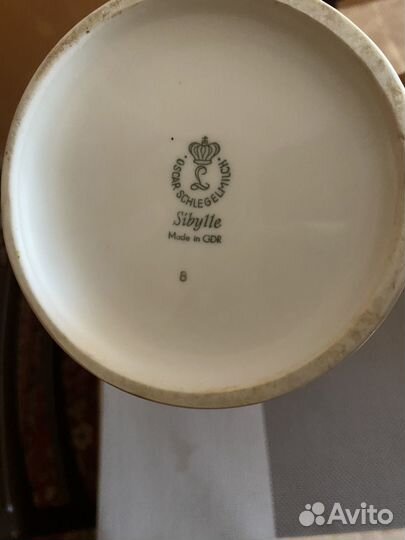 • OSCAR SCHLEGELMILCH •
L
Sibylle
Made in GDR
8
Avito